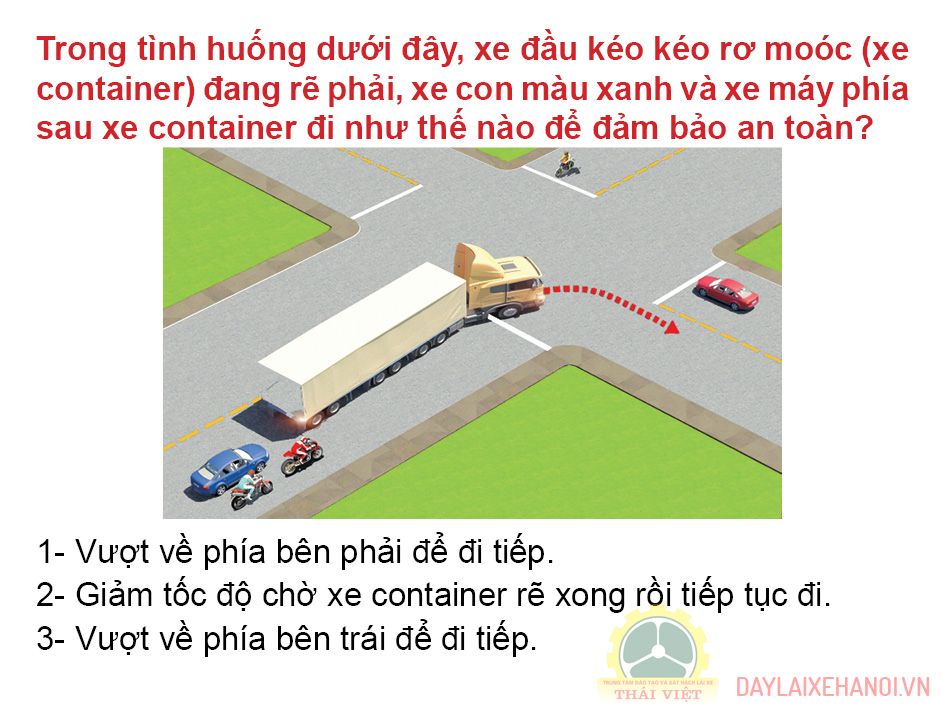 Trong tình huống dưới đây, xe đầu kéo kéo rơ moóc (xe
container) đang rẽ phải, xe con màu xanh và xe máy phía
sau xe container đi như thế nào để đảm bảo an toàn?
1- Vượt về phía bên phải để đi tiếp.
2- Giảm tốc độ chờ xe container rẽ xong rồi tiếp tục đi.
3- Vượt về phía bên trái để đi tiếp.
TRUNG TÂM ĐÀO TẠO VÀ SÁT HẠCH LÁI XE
THÁI VIỆT
DAYLAIXEHANOI.VN